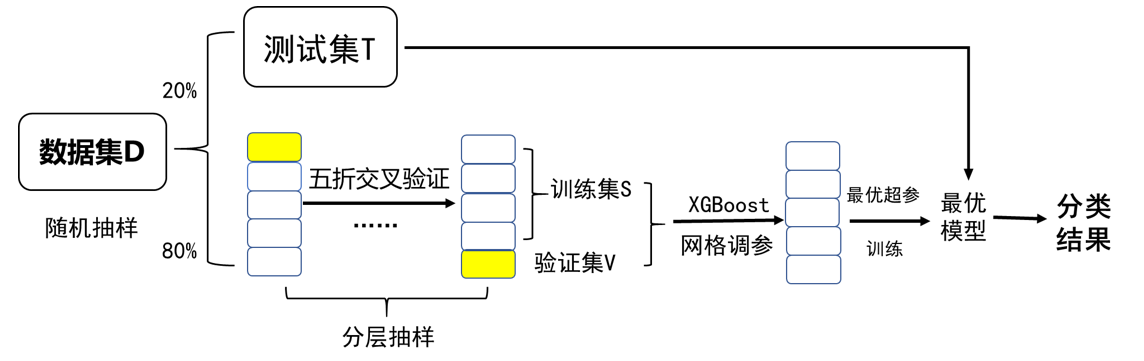 测试集T
20%
数据集D
随机抽样
80%
五折交叉验证
……
分层抽样
训练集S
验证集V
XGBoost
网格调参
最优超参
训练
最优
模型
分类
结果